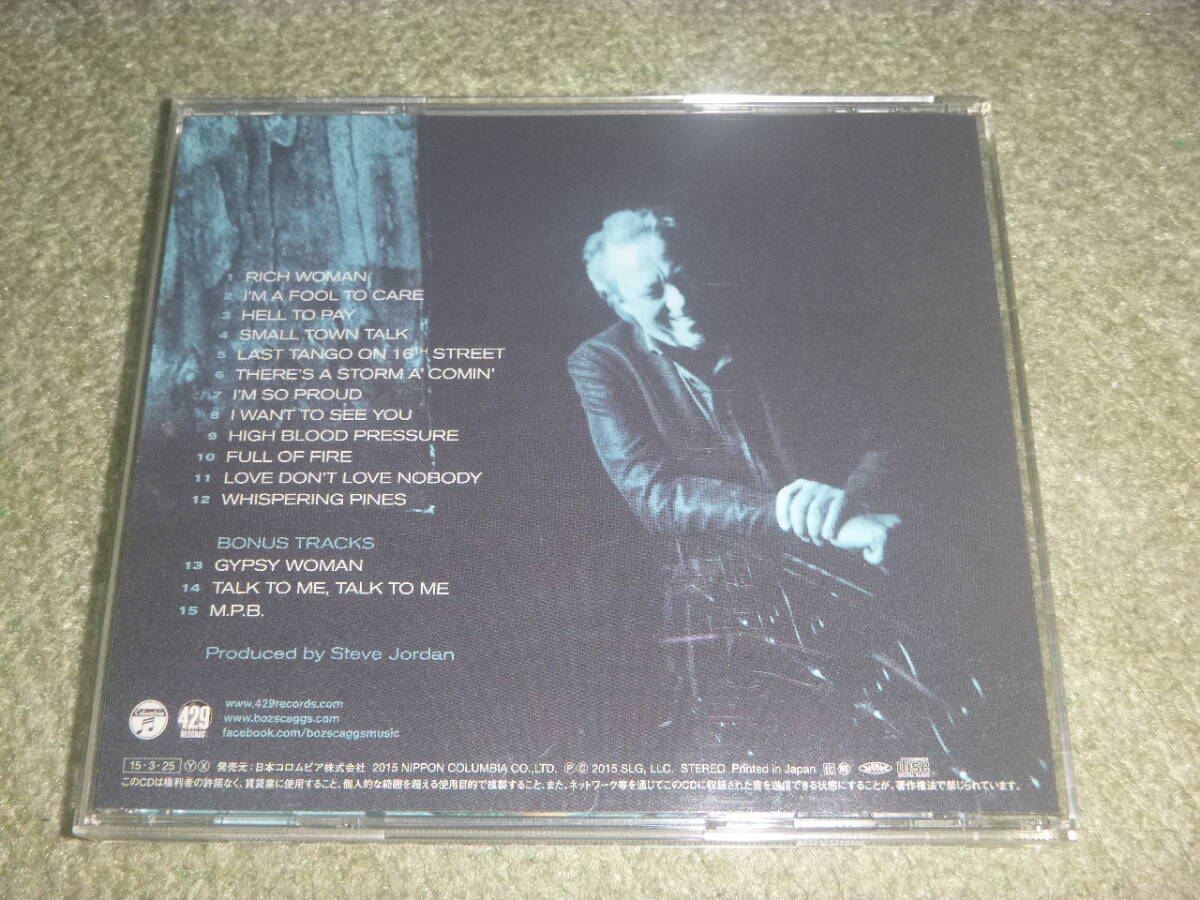 1 RICH WOMAN
2 I'M A FOOL TO CARE
3 HELL TO PAY
4 SMALL TOWN TALK
5 LAST TANGO ON 16TH STREET
6 THERE'S A STORM A' COMIN'
7 I'M SO PROUD
8 I WANT TO SEE YOU
9 HIGH BLOOD PRESSURE
10 FULL OF FIRE
11 LOVE DON'T LOVE NOBODY
12 WHISPERING PINES
BONUS TRACKS
13 GYPSY WOMAN
14 TALK TO ME, TALK TO ME
15 M.P.B.
Produced by Steve Jordan
Columbia
429 RECORDS
www.429records.com
www.bozscaggs.com
facebook.com/bozscaggsmusic
15・3・25 Ⓨ Ⓧ 発売元：日本コロムビア株式会社 2015 NIPPON COLUMBIA CO.,LTD. Ⓟ© 2015 SLG, LLC. STEREO Printed in Japan
このCDは権利者の許諾なく、賃貸業に使用すること、個人的な範囲を超える使用目的で複製すること、また、ネットワーク等を通じてこのCDに収録された音を送信できる状態にすることが、著作権法で禁じられています。